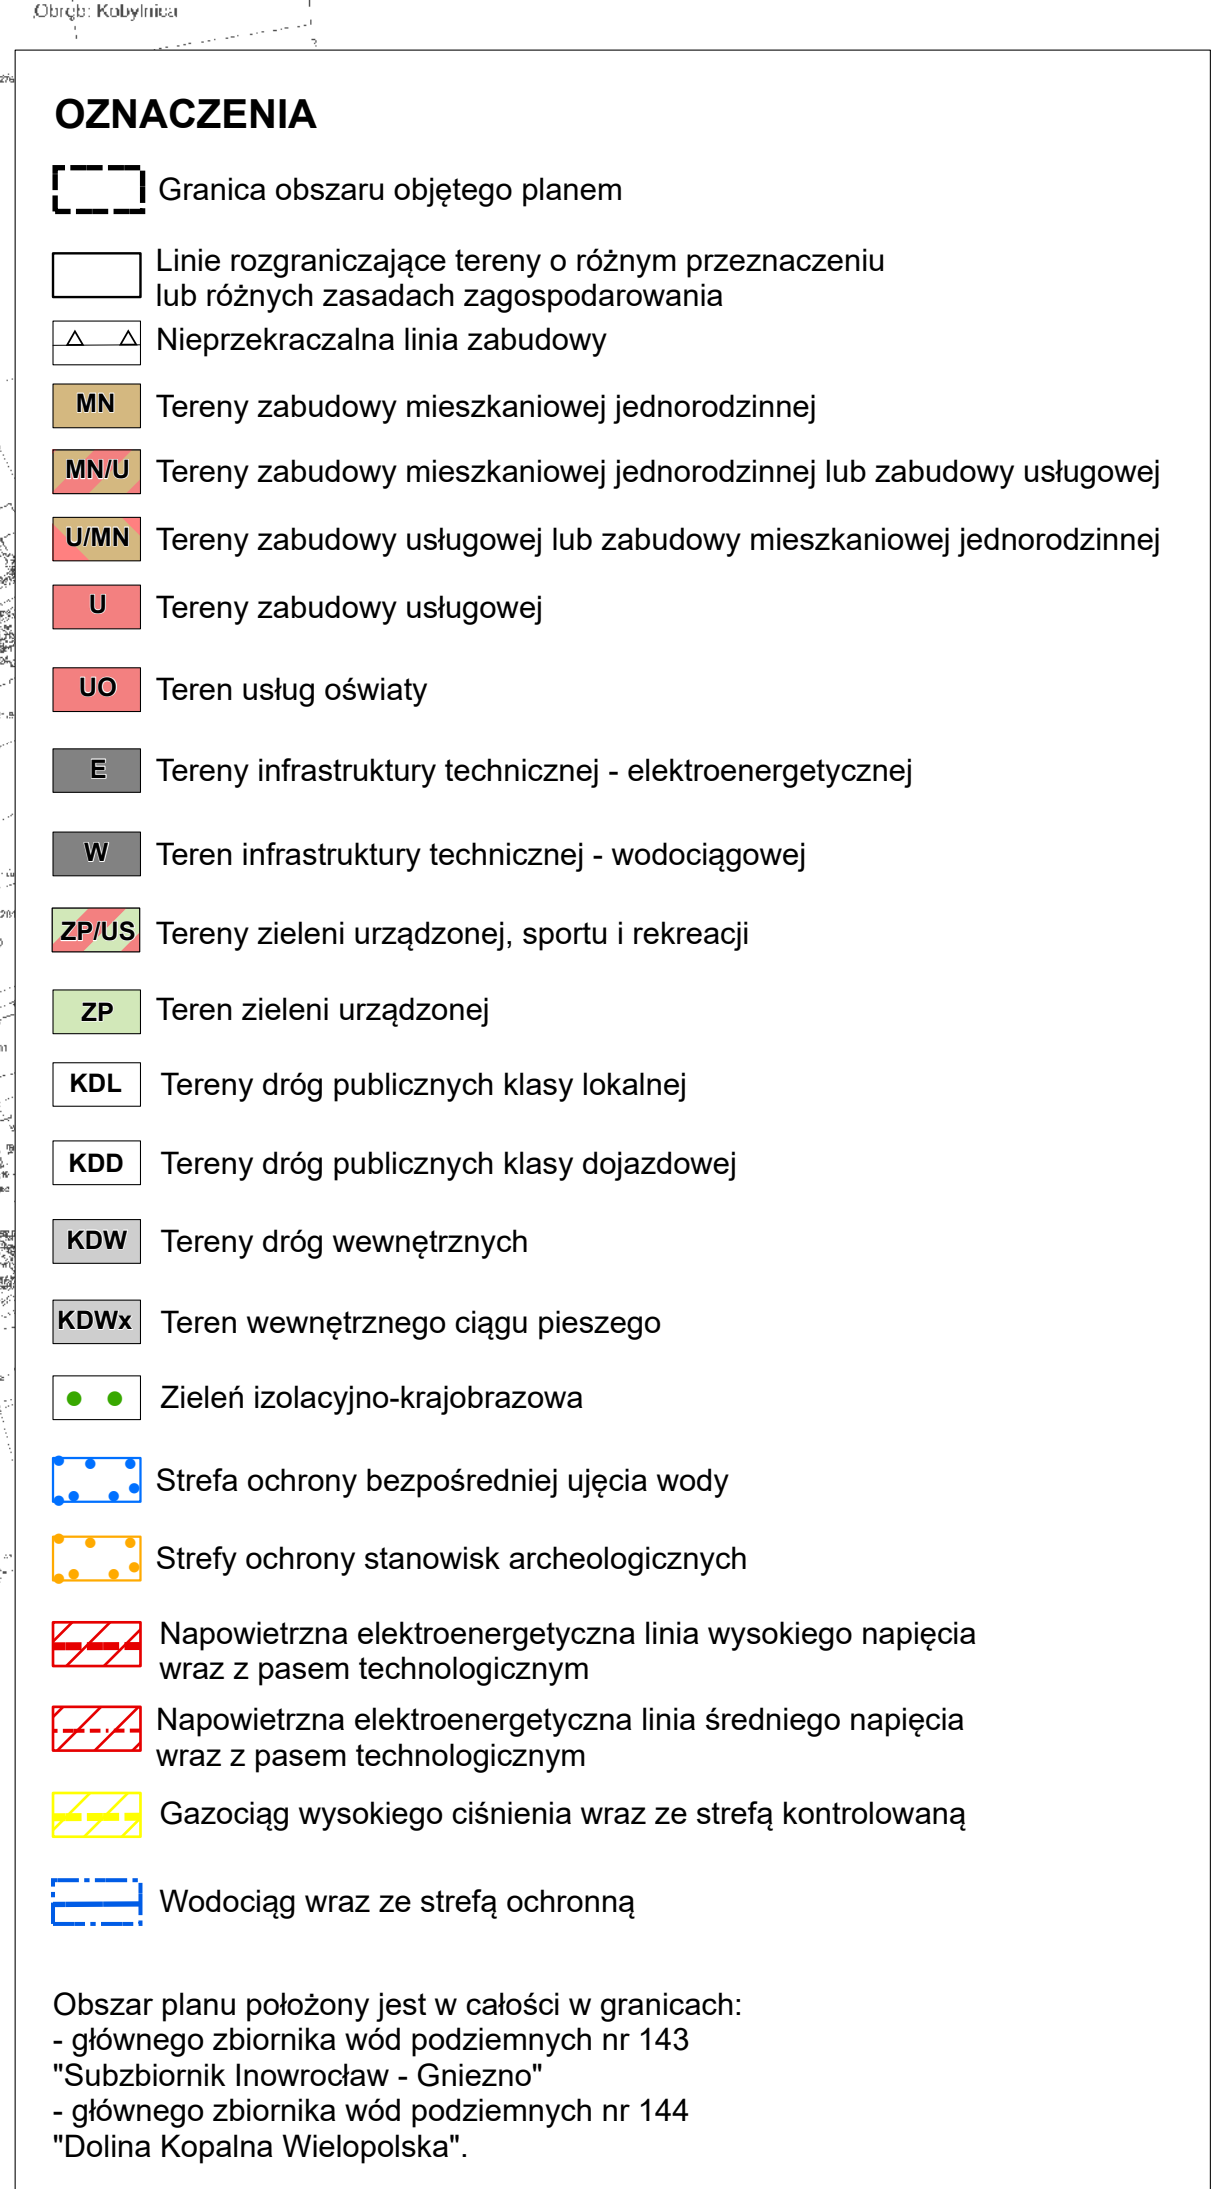 Obręb: Kobylnica
OZNACZENIA
Granica obszaru objętego planem
Linie rozgraniczające tereny o różnym przeznaczeniu
lub różnych zasadach zagospodarowania
Nieprzekraczalna linia zabudowy
MN Tereny zabudowy mieszkaniowej jednorodzinnej
MN/U Tereny zabudowy mieszkaniowej jednorodzinnej lub zabudowy usługowej
U/MN Tereny zabudowy usługowej lub zabudowy mieszkaniowej jednorodzinnej
U Tereny zabudowy usługowej
UO Teren usług oświaty
E Tereny infrastruktury technicznej - elektroenergetycznej
W Teren infrastruktury technicznej - wodociągowej
ZP/US Tereny zieleni urządzonej, sportu i rekreacji
ZP Teren zieleni urządzonej
KDL Tereny dróg publicznych klasy lokalnej
KDD Tereny dróg publicznych klasy dojazdowej
KDW Tereny dróg wewnętrznych
KDWx Teren wewnętrznego ciągu pieszego
Zieleń izolacyjno-krajobrazowa
Strefa ochrony bezpośredniej ujęcia wody
Strefy ochrony stanowisk archeologicznych
Napowietrzna elektroenergetyczna linia wysokiego napięcia
wraz z pasem technologicznym
Napowietrzna elektroenergetyczna linia średniego napięcia
wraz z pasem technologicznym
Gazociąg wysokiego ciśnienia wraz ze strefą kontrolowaną
Wodociąg wraz ze strefą ochronną
Obszar planu położony jest w całości w granicach:
- głównego zbiornika wód podziemnych nr 143
"Subzbiornik Inowrocław - Gniezno"
- głównego zbiornika wód podziemnych nr 144
"Dolina Kopalna Wielopolska".